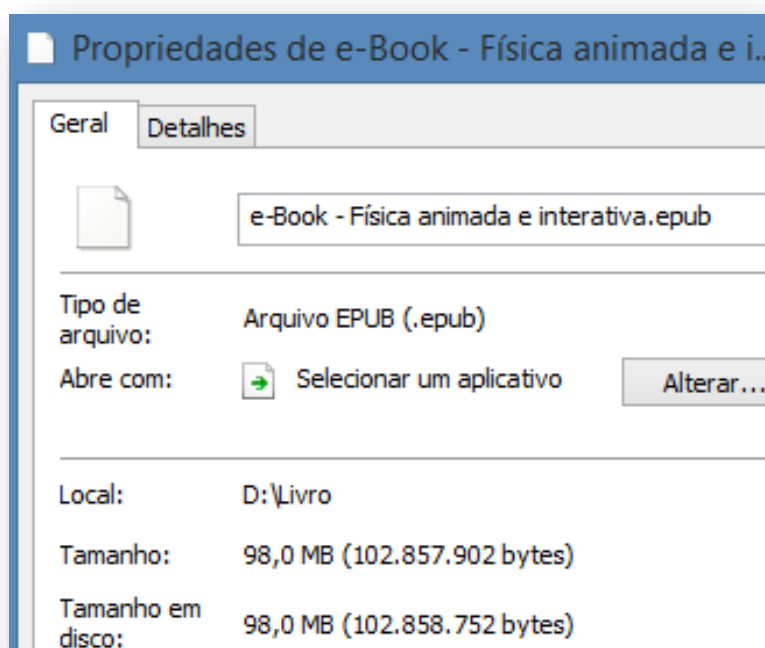 Propriedades de e-Book - Física animada e i..
Geral
Detalhes
e-Book - Física animada e interativa.epub
Tipo de
arquivo:
Arquivo EPUB (.epub)
Abre com:
Selecionar um aplicativo
Alterar...
Local:
D:\Livro
Tamanho:
98,0 MB (102.857.902 bytes)
Tamanho em
disco:
98,0 MB (102.858.752 bytes)